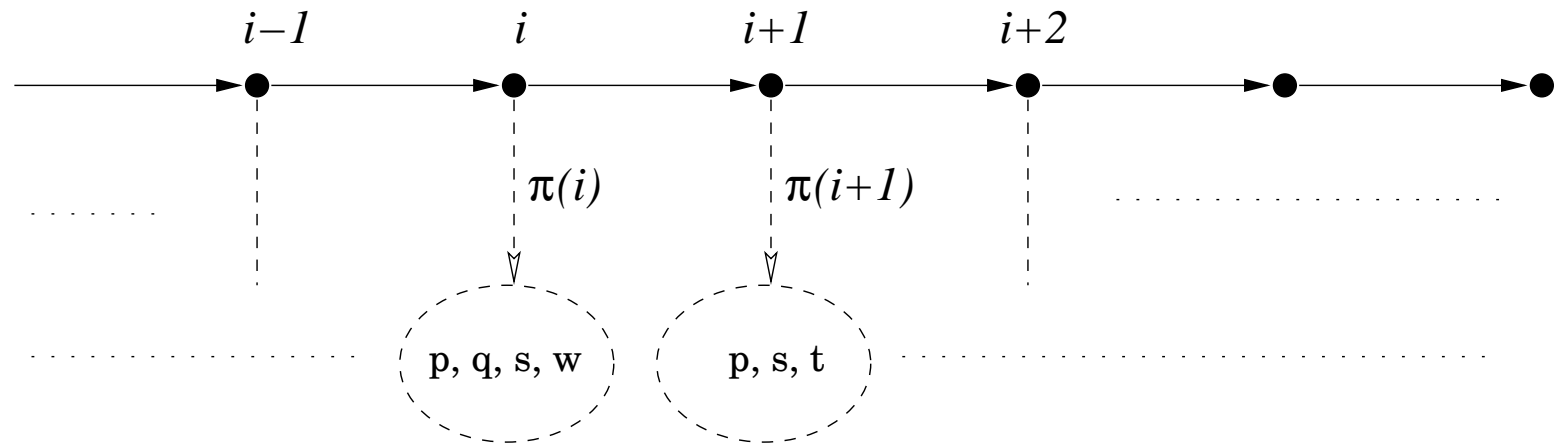 i−1 i i+1 i+2
π(i) π(i+1)
p, q, s, w p, s, t